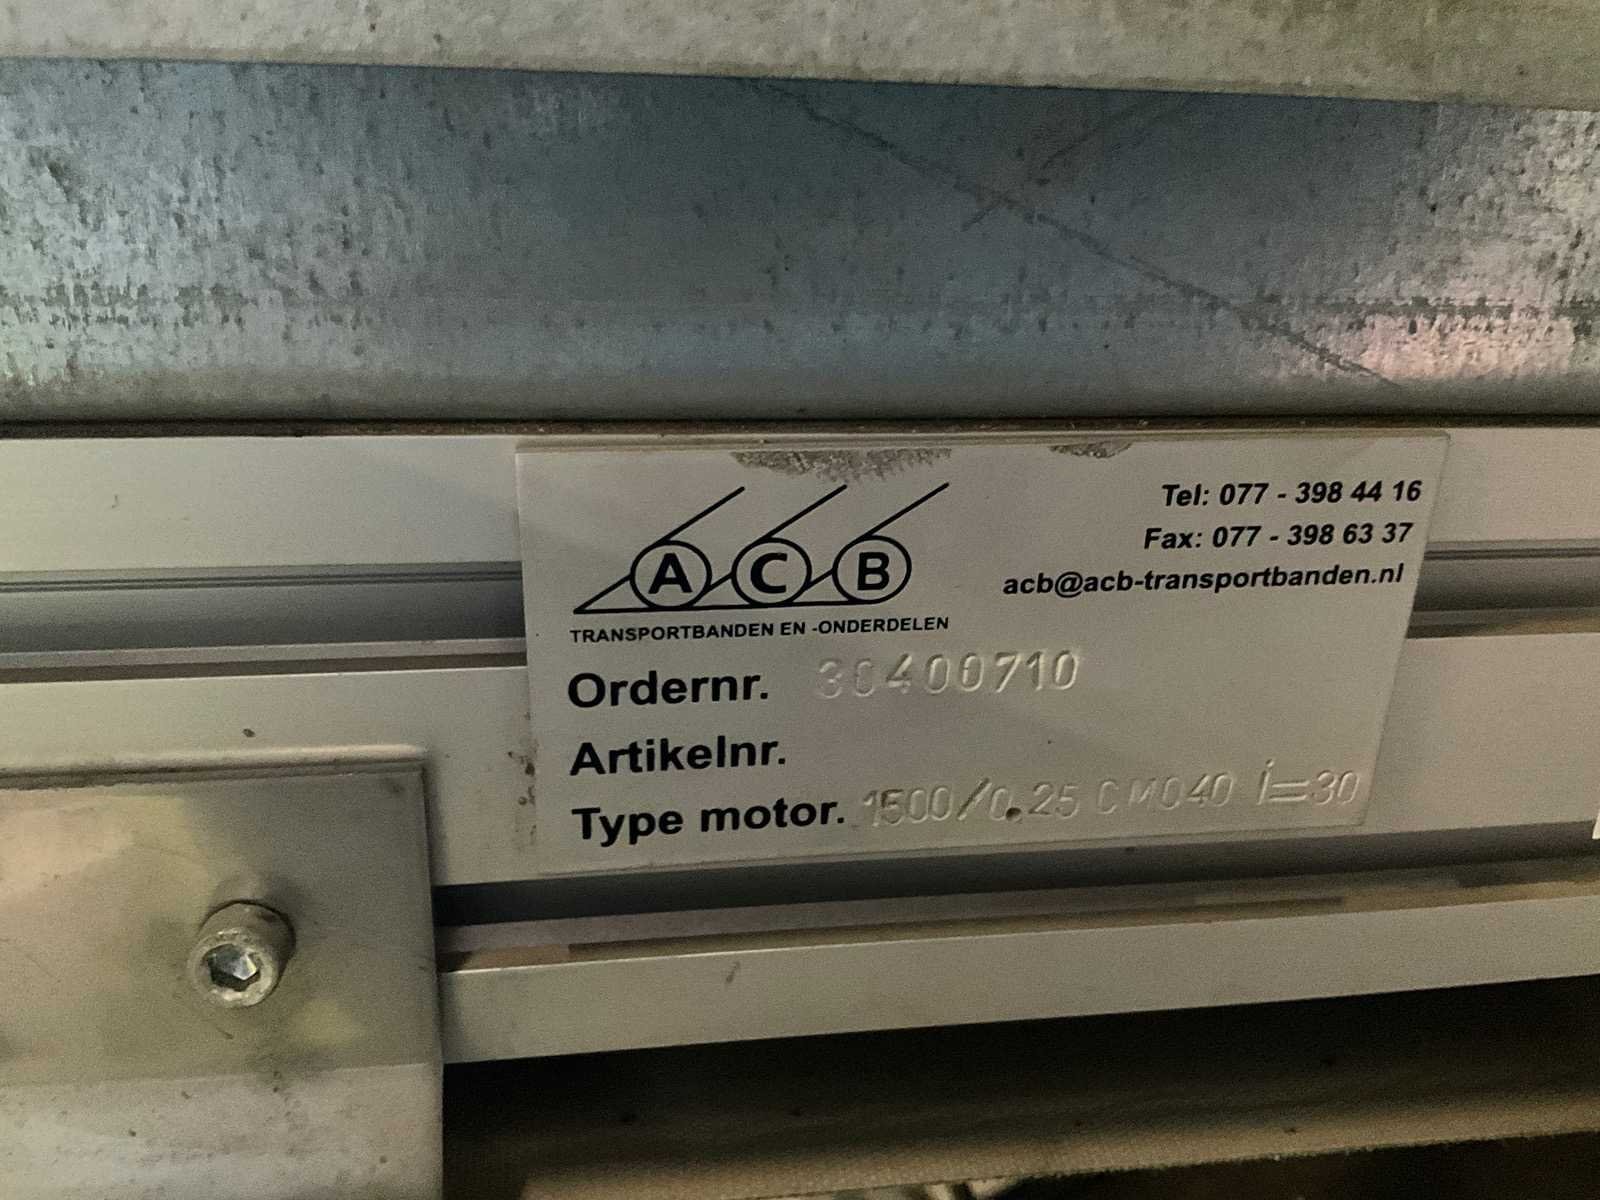 A C B
TRANSPORTBANDEN EN -ONDERDELEN
Tel: 077 - 398 44 16
Fax: 077 - 398 63 37
acb@acb-transportbanden.nl
Ordernr. 30400710
Artikelnr.
Type motor. 1500/0.25 CM040 i=30